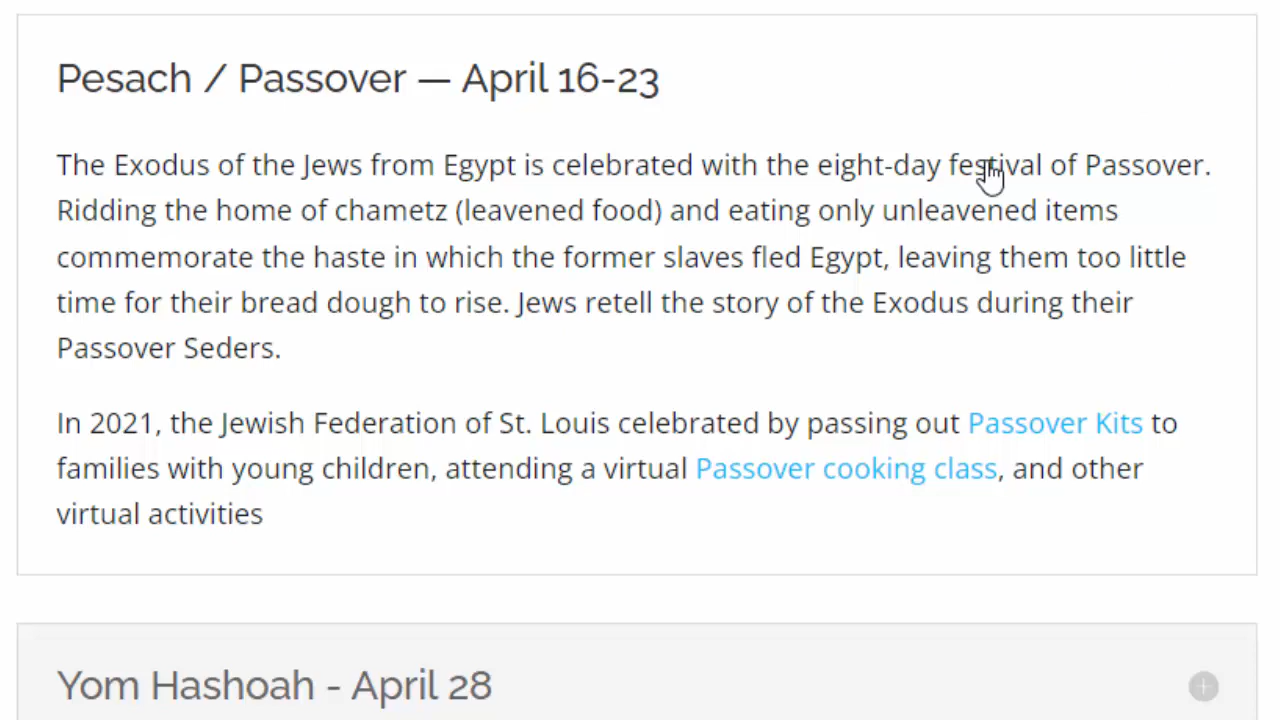 Pesach / Passover — April 16-23
The Exodus of the Jews from Egypt is celebrated with the eight-day festival of Passover.
Ridding the home of chametz (leavened food) and eating only unleavened items
commemorate the haste in which the former slaves fled Egypt, leaving them too little
time for their bread dough to rise. Jews retell the story of the Exodus during their
Passover Seders.
In 2021, the Jewish Federation of St. Louis celebrated by passing out Passover Kits to
families with young children, attending a virtual Passover cooking class, and other
virtual activities
Yom Hashoah - April 28